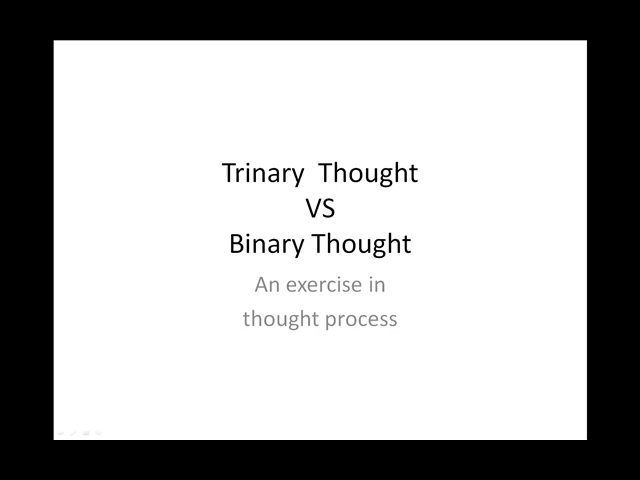 Trinary  Thought
VS
Binary Thought
An exercise in
thought process